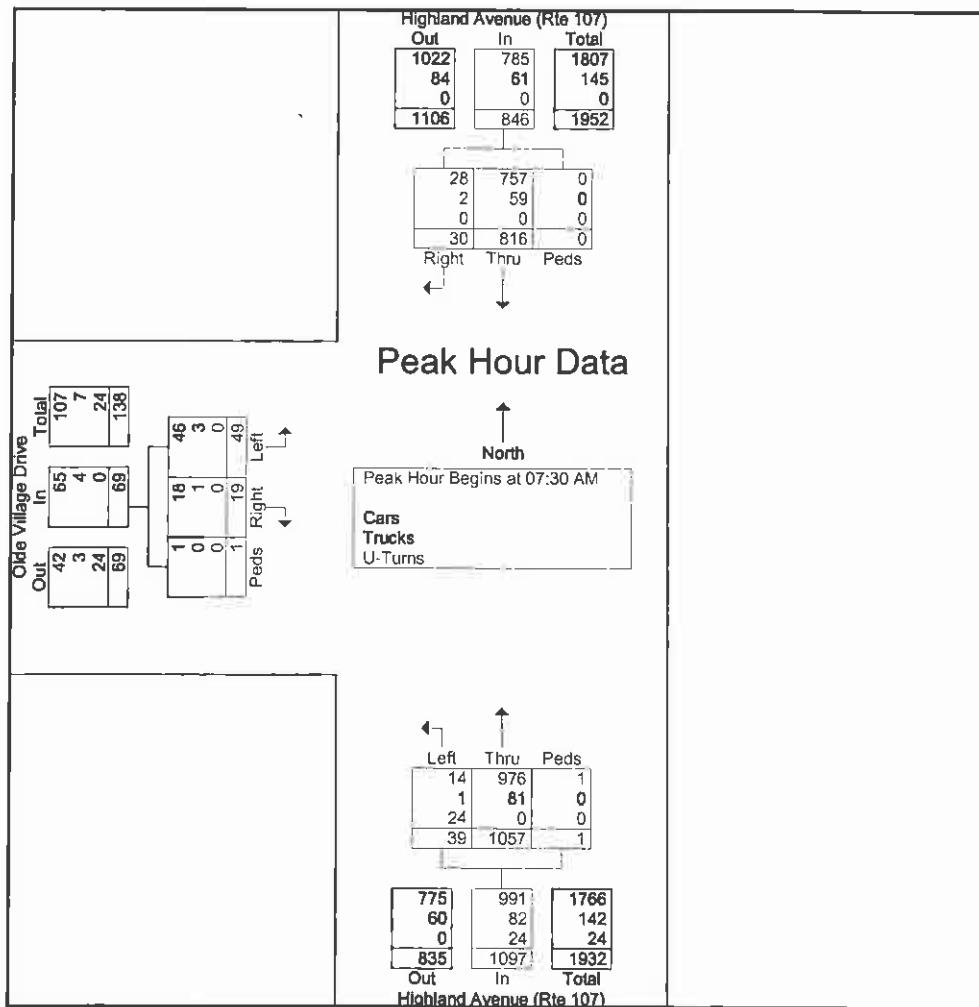 Highland Avenue (Rte 107)
Out In Total
1022 785 1807
84 61 145
0 0 0
1106 846 1952
28 757 0
2 59 0
0 0 0
30 816 0
Right Thru Peds
Peak Hour Data
North
Peak Hour Begins at 07:30 AM
Cars
Trucks
U-Turns
Olde Village Drive
Out In Total
42 65 107
3 4 7
24 0 24
69 69 138
1 18 46
0 1 3
0 0 0
1 19 49
Peds Right Left
Left Thru Peds
14 976 1
1 81 0
24 0 0
39 1057 1
775 991 1766
60 82 142
0 24 24
835 1097 1932
Out In Total
Highland Avenue (Rte 107)